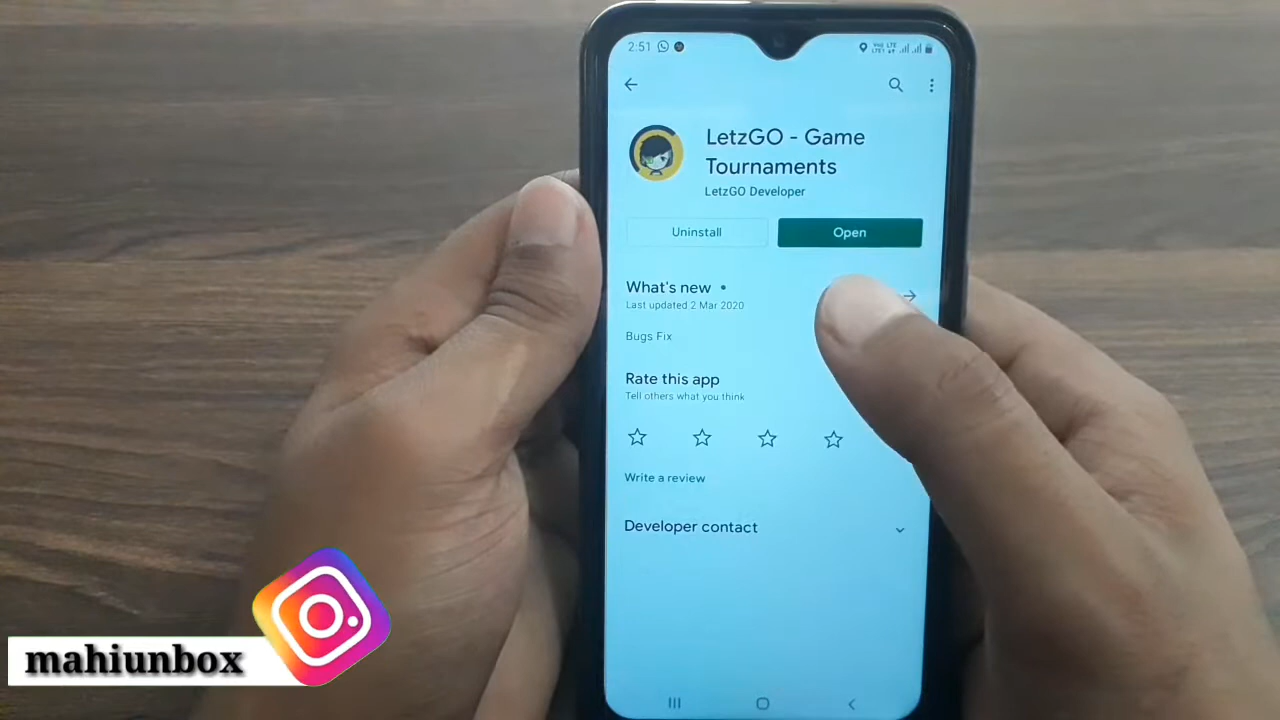 2:51
LetzGO - Game
Tournaments
LetzGO Developer
Uninstall
Open
What's new
Last updated 2 Mar 2020
Bugs Fix
Rate this app
Tell others what you think
Write a review
Developer contact
mahiunbox